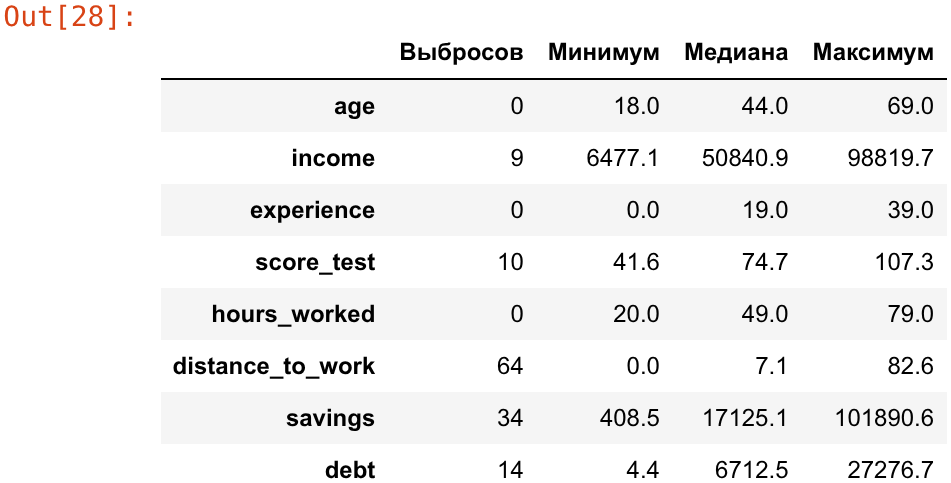 Out[28]:
Выбросов Минимум Медиана Максимум
age 0 18.0 44.0 69.0
income 9 6477.1 50840.9 98819.7
experience 0 0.0 19.0 39.0
score_test 10 41.6 74.7 107.3
hours_worked 0 20.0 49.0 79.0
distance_to_work 64 0.0 7.1 82.6
savings 34 408.5 17125.1 101890.6
debt 14 4.4 6712.5 27276.7